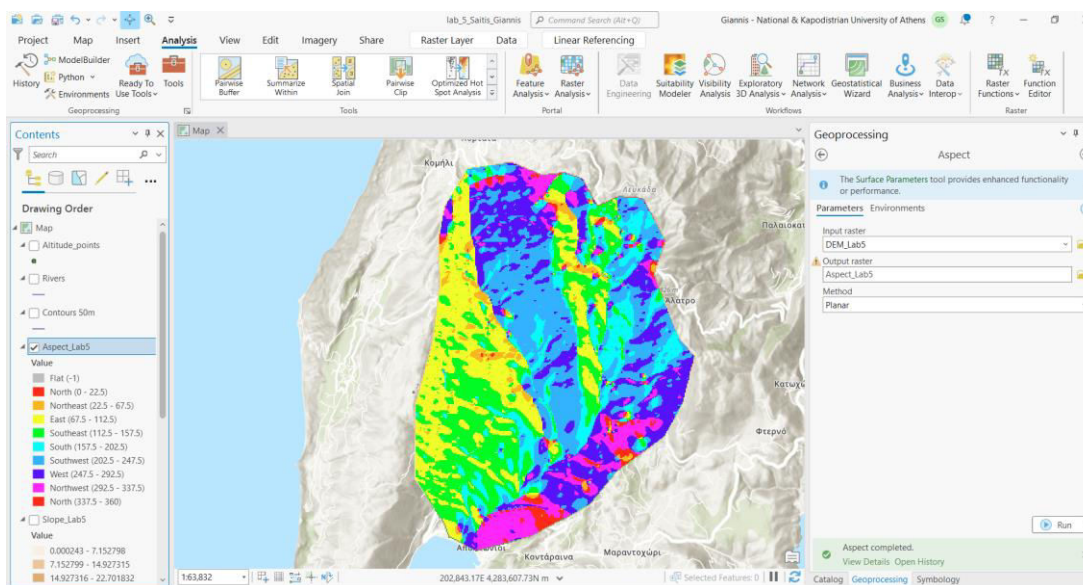 lab_5_Saitis_Giannis
Command Search (Alt+Q)
Giannis - National & Kapodistrian University of Athens
GS
?
Project Map Insert Analysis View Edit Imagery Share Raster Layer Data Linear Referencing
History
ModelBuilder
Python
Environments
Ready To Use Tools
Tools
Geoprocessing
Pairwise Buffer
Summarize Within
Spatial Join
Pairwise Clip
Optimized Hot Spot Analysis
Tools
Feature Analysis
Raster Analysis
Portal
Data Engineering
Suitability Modeler
Visibility Analysis
Exploratory 3D Analysis
Network Analysis
Geostatistical Wizard
Business Analysis
Data Interop
Workflows
Raster Functions
Function Editor
Raster
Contents
Search
Drawing Order
Map
Altitude_points
Rivers
Contours 50m
Aspect_Lab5
Value
Flat (-1)
North (0 - 22.5)
Northeast (22.5 - 67.5)
East (67.5 - 112.5)
Southeast (112.5 - 157.5)
South (157.5 - 202.5)
Southwest (202.5 - 247.5)
West (247.5 - 292.5)
Northwest (292.5 - 337.5)
North (337.5 - 360)
Slope_Lab5
Value
0.000243 - 7.152798
7.152799 - 14.927315
14.927316 - 22.701832
Map
Κομήλι
Λευκάδα
Παλαιοκατ
Άλατρο
Κατωχώ
Φτερνό
Κοντάραινα
Μαραντοχώρι
1:63,832
202,843.17E 4,283,607.73N m
Selected Features: 0
Geoprocessing
Aspect
The Surface Parameters tool provides enhanced functionality
or performance.
Parameters Environments
Input raster
DEM_Lab5
Output raster
Aspect_Lab5
Method
Planar
Run
Aspect completed.
View Details Open History
Catalog Geoprocessing Symbology